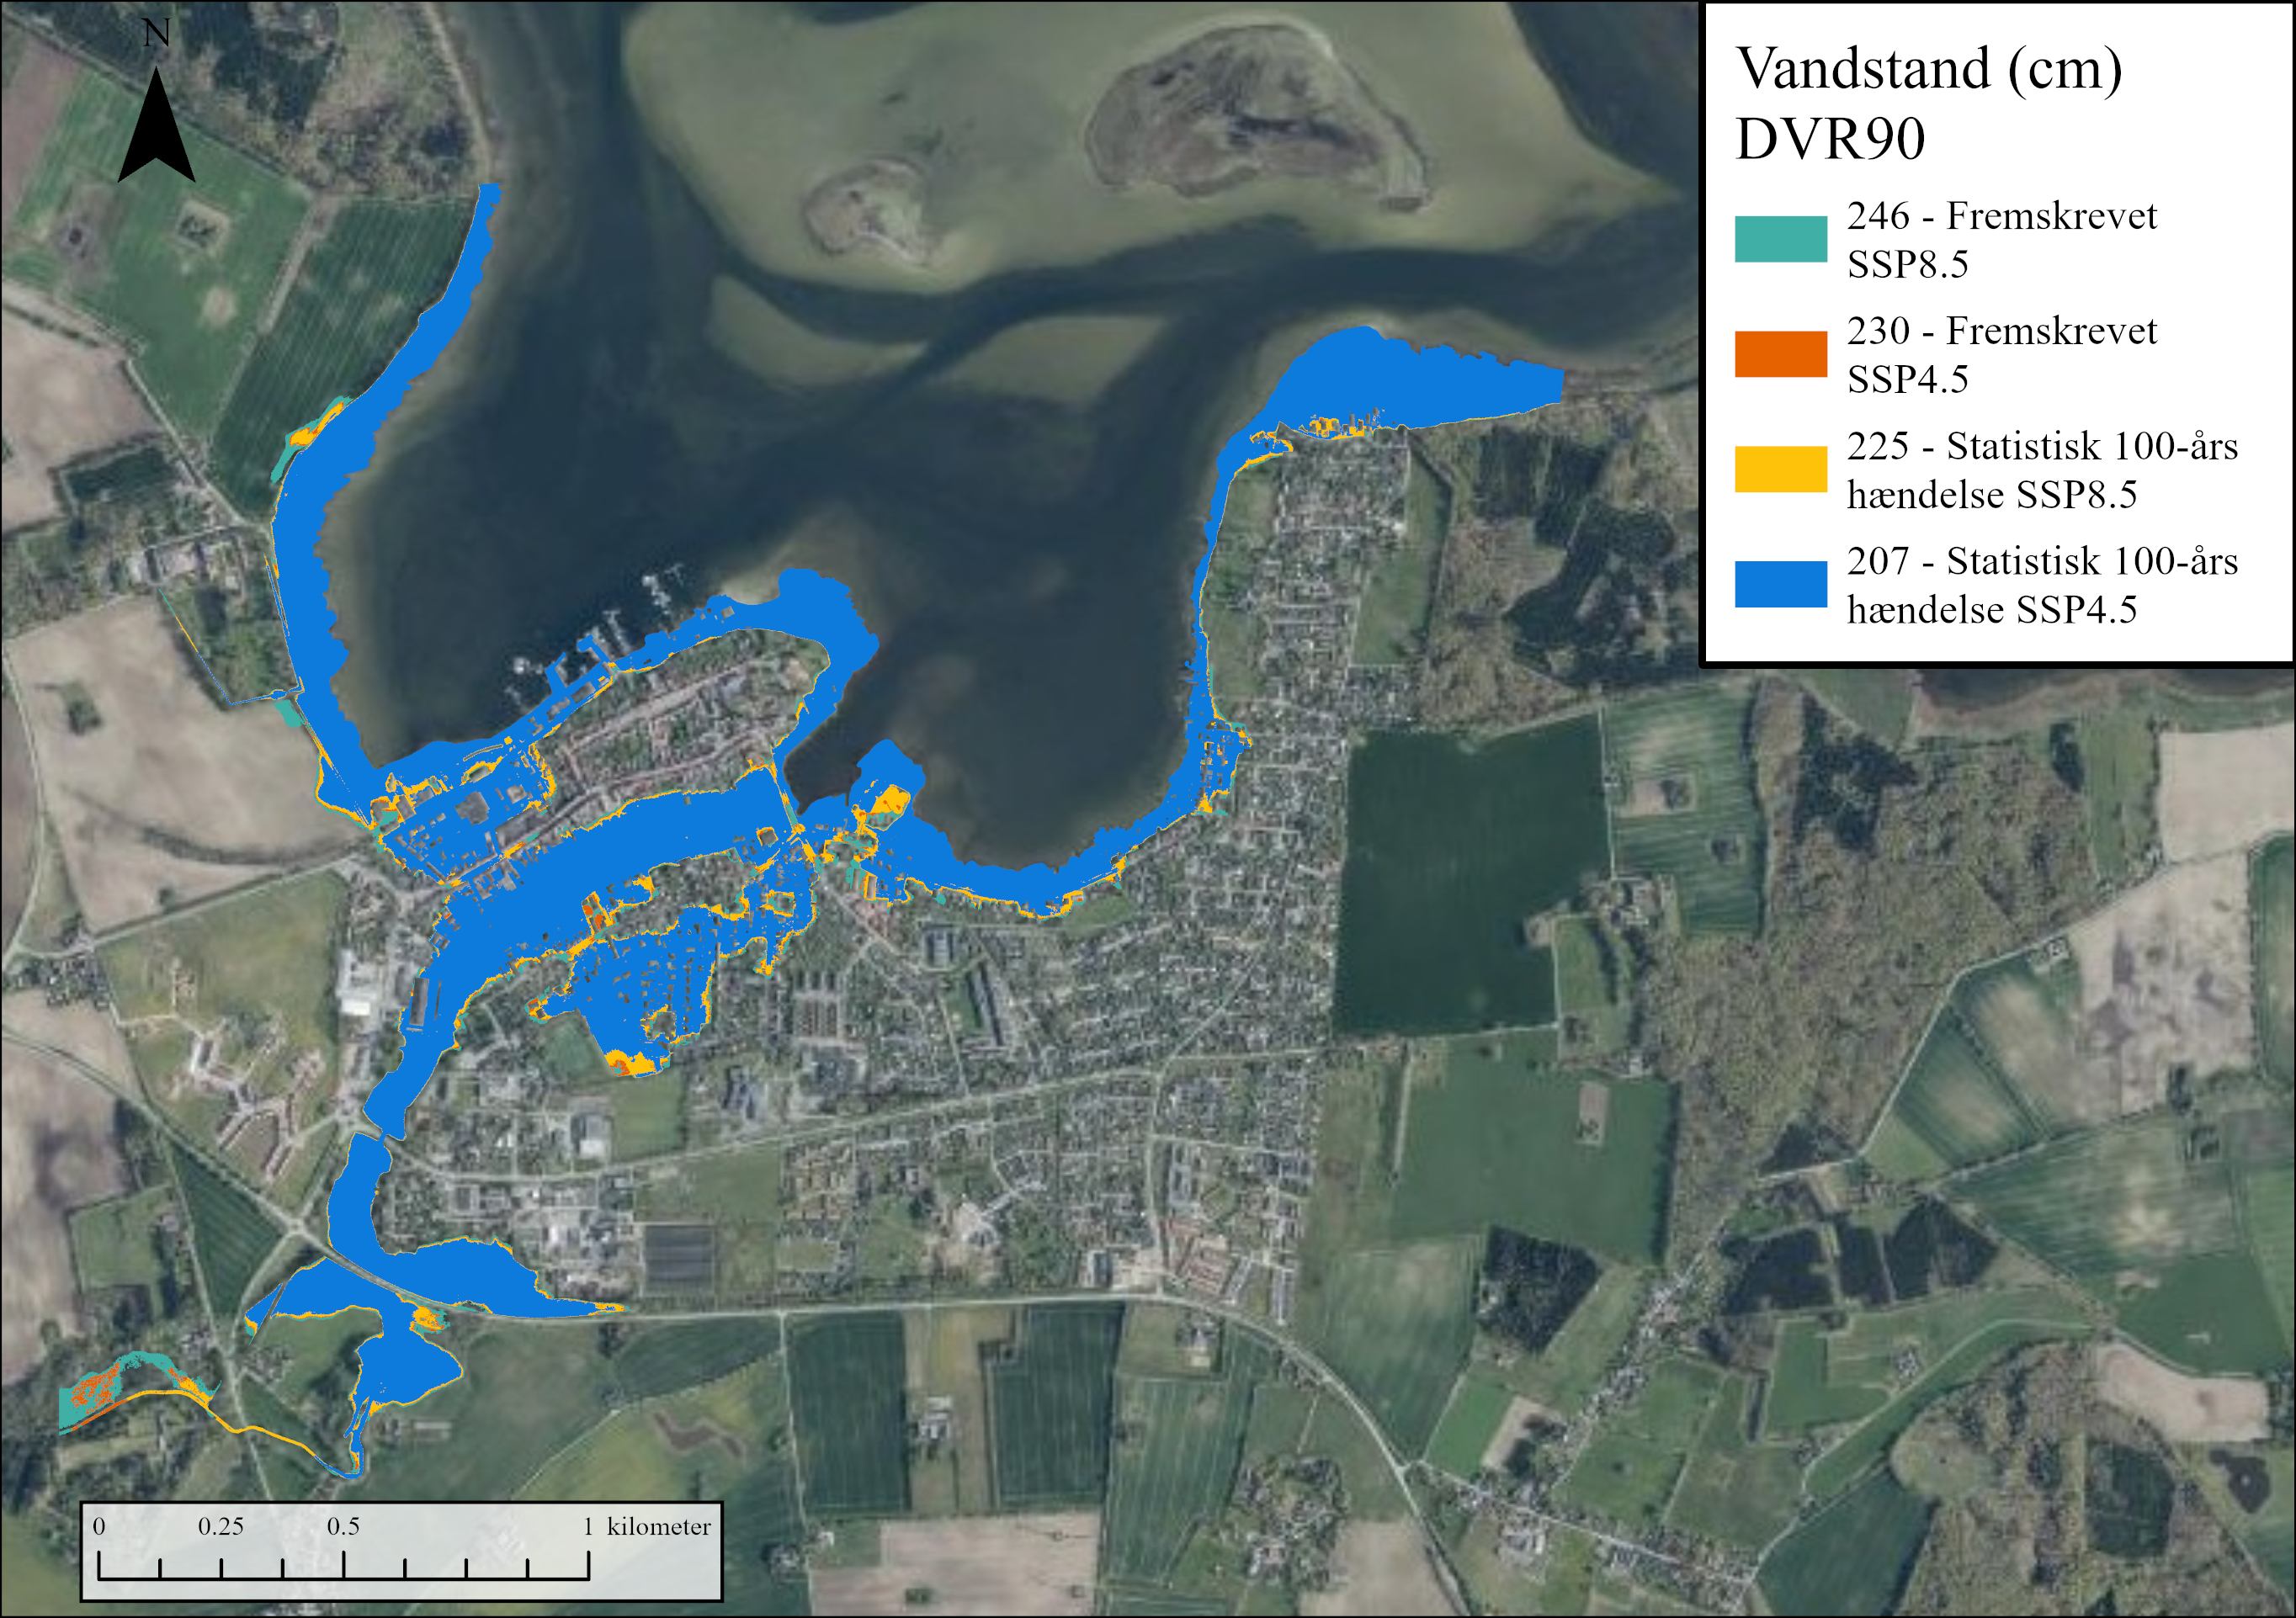 N
Vandstand (cm)
DVR90
246 - Fremskrevet
SSP8.5
230 - Fremskrevet
SSP4.5
225 - Statistisk 100-års
hændelse SSP8.5
207 - Statistisk 100-års
hændelse SSP4.5
0 0.25 0.5 1 kilometer